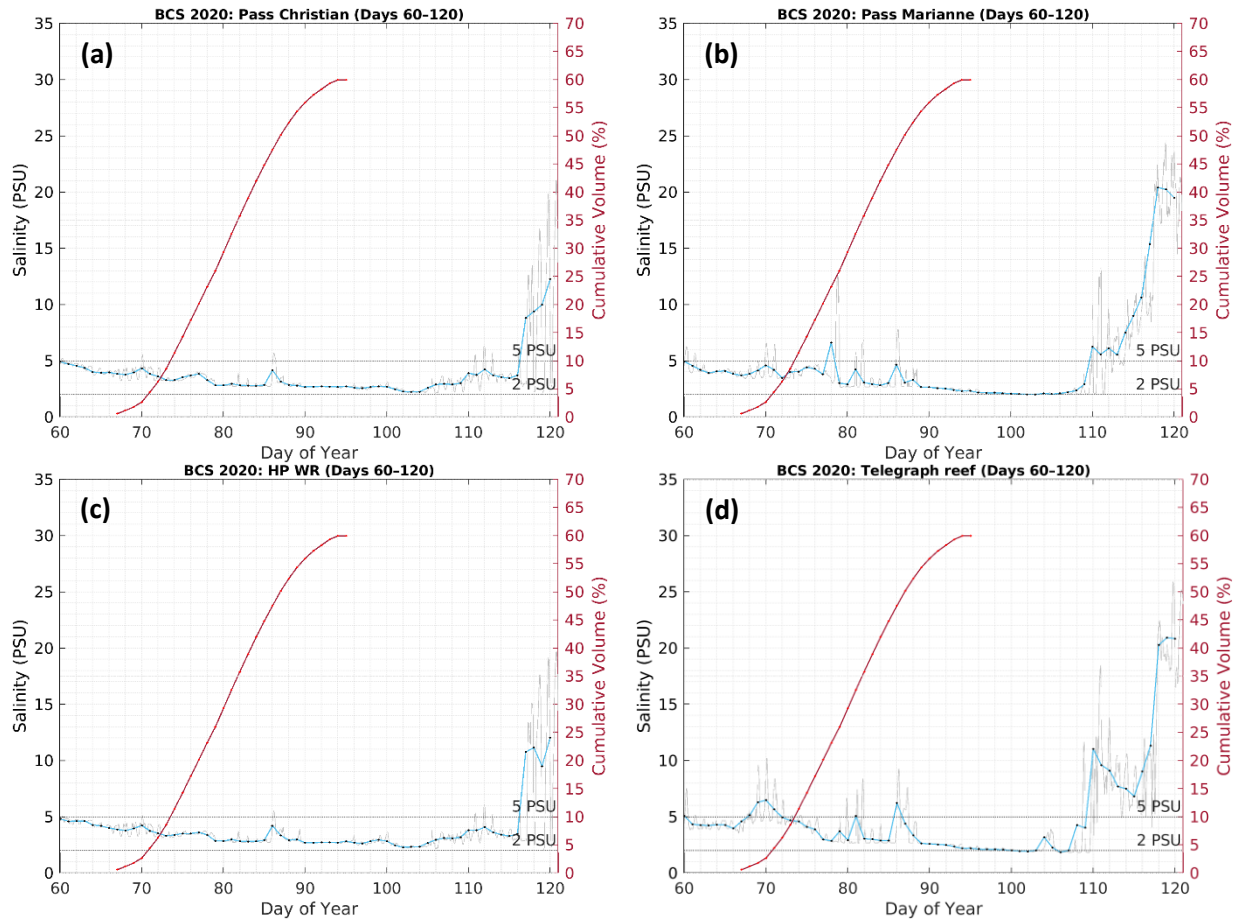 BCS 2020: Pass Christian (Days 60–120)
(a)
35
30
25
20
15
10
5
0
Salinity (PSU)
70
65
60
55
50
45
40
35
30
25
20
15
10
5
0
Cumulative Volume (%)
5 PSU
2 PSU
60 70 80 90 100 110 120
Day of Year
BCS 2020: Pass Marianne (Days 60–120)
(b)
35
30
25
20
15
10
5
0
Salinity (PSU)
70
65
60
55
50
45
40
35
30
25
20
15
10
5
0
Cumulative Volume (%)
5 PSU
2 PSU
60 70 80 90 100 110 120
Day of Year
BCS 2020: HP WR (Days 60–120)
(c)
35
30
25
20
15
10
5
0
Salinity (PSU)
70
65
60
55
50
45
40
35
30
25
20
15
10
5
0
Cumulative Volume (%)
5 PSU
2 PSU
60 70 80 90 100 110 120
Day of Year
BCS 2020: Telegraph reef (Days 60–120)
(d)
35
30
25
20
15
10
5
0
Salinity (PSU)
70
65
60
55
50
45
40
35
30
25
20
15
10
5
0
Cumulative Volume (%)
5 PSU
2 PSU
60 70 80 90 100 110 120
Day of Year